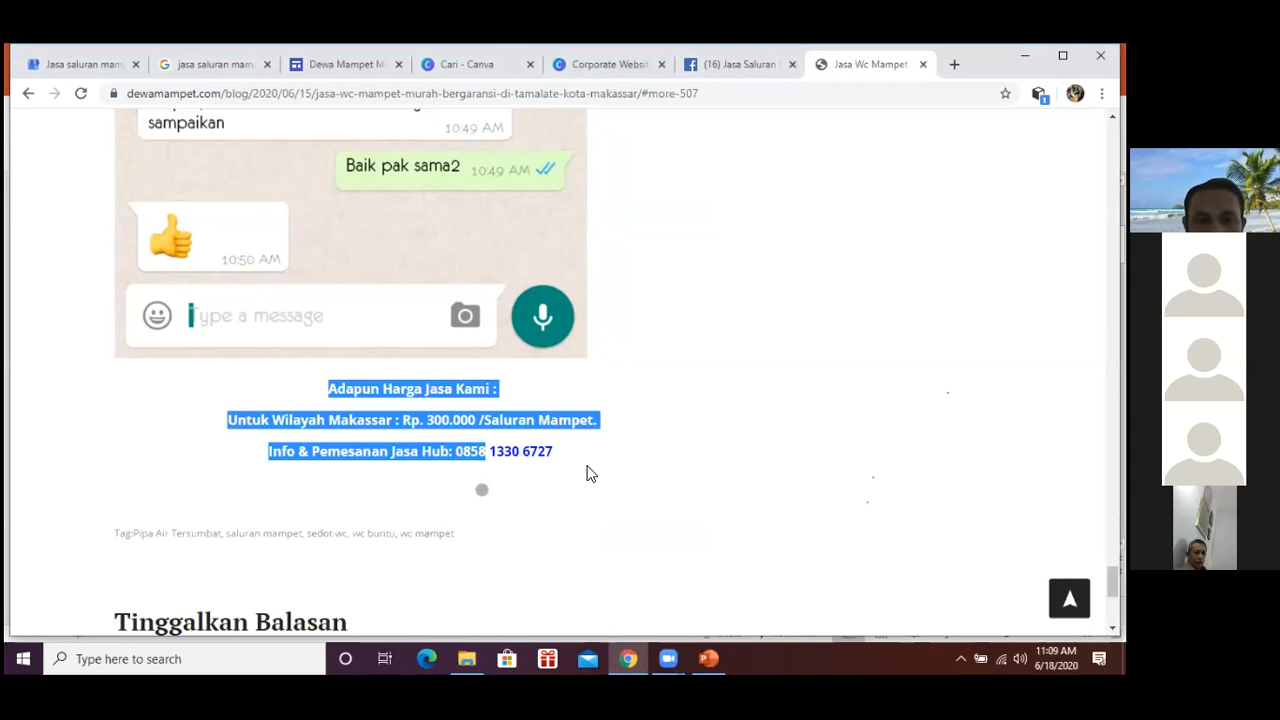 Jasa saluran mam
jasa saluran mam
Dewa Mampet M
Cari - Canva
Corporate Websi
(16) Jasa Saluran
Jasa Wc Mampet
dewamampet.com/blog/2020/06/15/jasa-wc-mampet-murah-bergaransi-di-tamalate-kota-makassar/#more-507
sampaikan
10:49 AM
Baik pak sama2 10:49 AM
10:50 AM
Type a message
Adapun Harga Jasa Kami :
Untuk Wilayah Makassar : Rp. 300.000 /Saluran Mampet.
Info & Pemesanan Jasa Hub: 0858 1330 6727
Tag:Pipa Air Tersumbat, saluran mampet, sedot wc, wc buntu, wc mampet
Tinggalkan Balasan
Type here to search
11:09 AM
6/18/2020